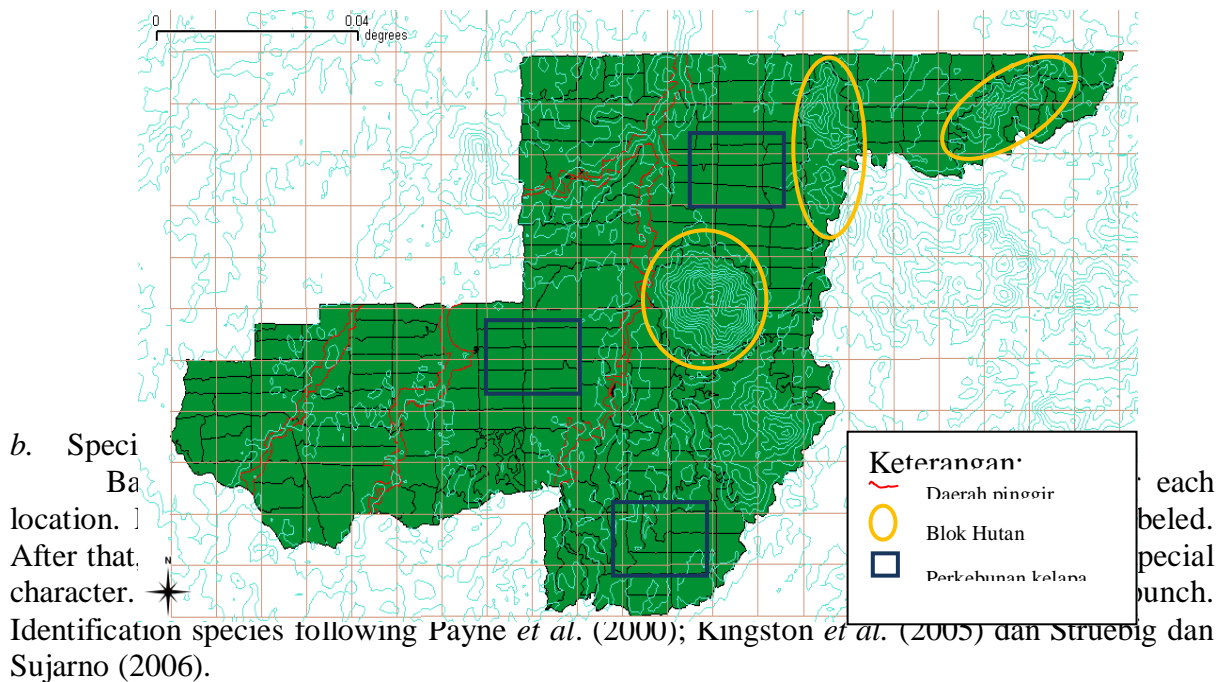 0 0.04
degrees
b. Speci
Ba each
location. beled.
After that, pecial
character. unch.
Identification species following Payne et al. (2000); Kingston et al. (2005) dan Struebig dan
Sujarno (2006).
N
Keterangan:
Daerah pinggir
Blok Hutan
Perkebunan kelapa